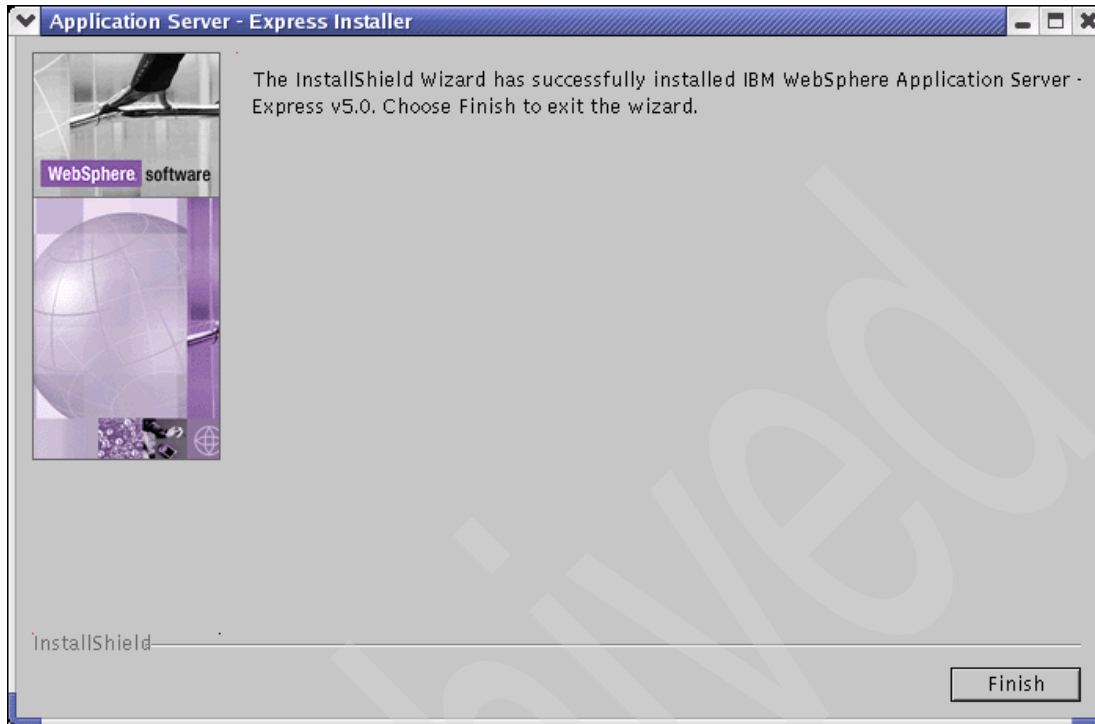 Application Server - Express Installer
The InstallShield Wizard has successfully installed IBM WebSphere Application Server -
Express v5.0. Choose Finish to exit the wizard.
WebSphere software
InstallShield
Finish